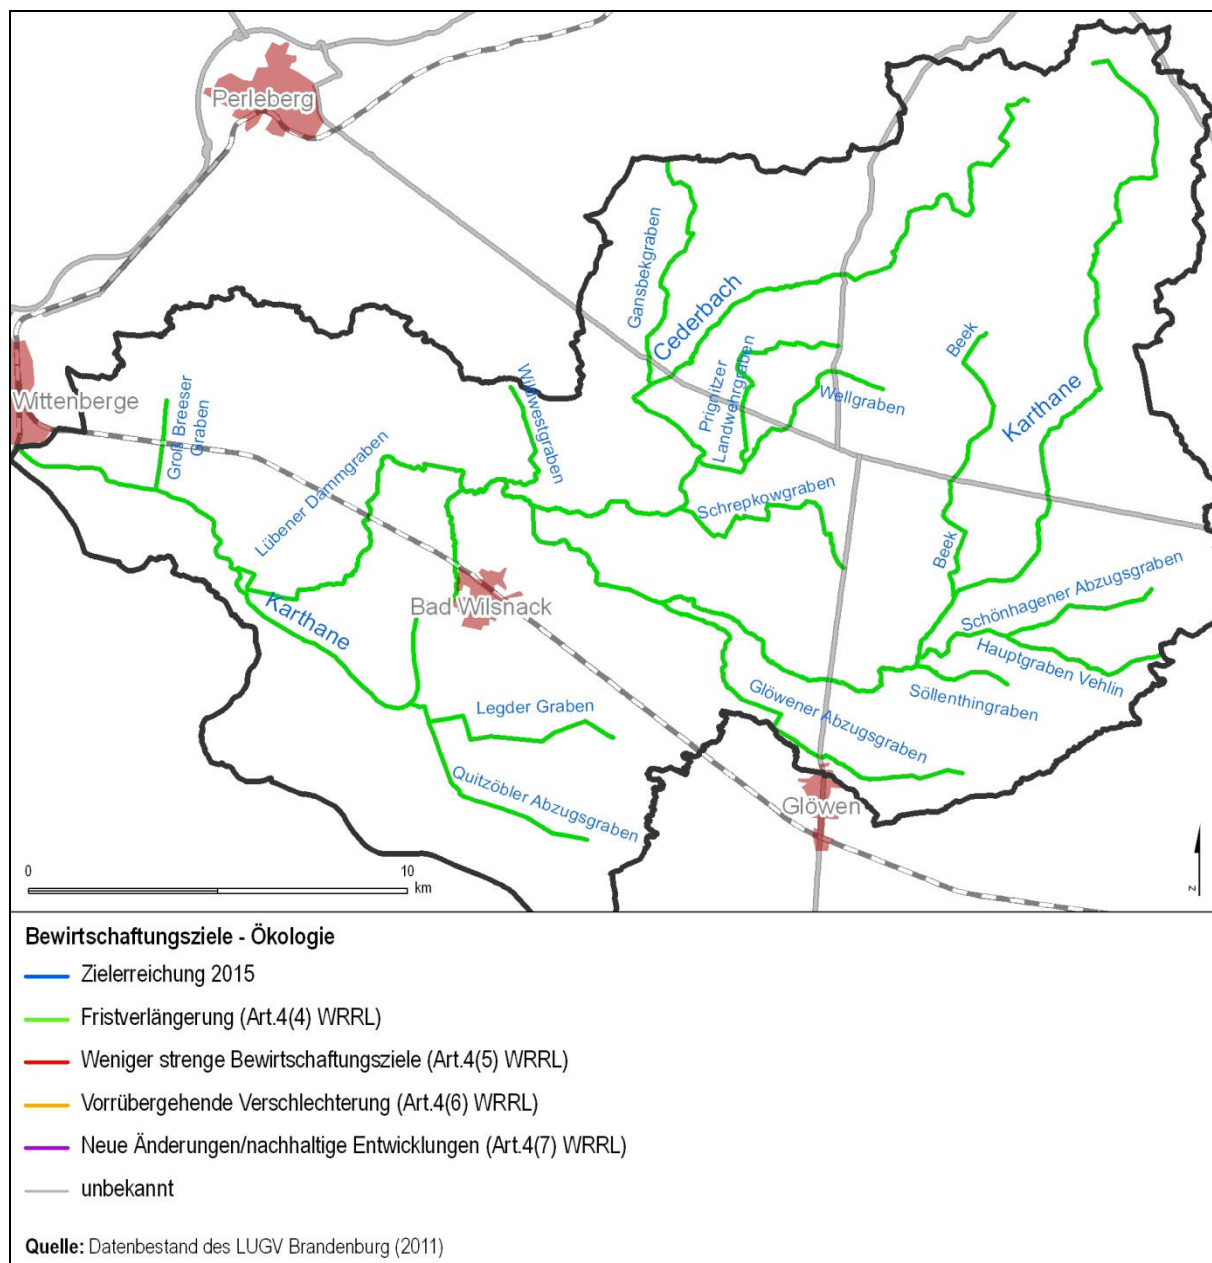 Perleberg
Gansbekgraben
Cederbach
Beek
Karthane
Prignitzer
Landwehrgraben
Wellgraben
Wildwestgraben
Wittenberge
Groß Breeser
Graben
Lübener Dammgraben
Schrepkowgraben
Beek
Schönhagener Abzugsgraben
Karthane
Bad Wilsnack
Hauptgraben Vehlin
Söllenthingraben
Glöwener Abzugsgraben
Legder Graben
Quitzöbler Abzugsgraben
Glöwen
0
10
km
z
Bewirtschaftungsziele - Ökologie
Zielerreichung 2015
Fristverlängerung (Art.4(4) WRRL)
Weniger strenge Bewirtschaftungsziele (Art.4(5) WRRL)
Vorrübergehende Verschlechterung (Art.4(6) WRRL)
Neue Änderungen/nachhaltige Entwicklungen (Art.4(7) WRRL)
unbekannt
Quelle: Datenbestand des LUGV Brandenburg (2011)